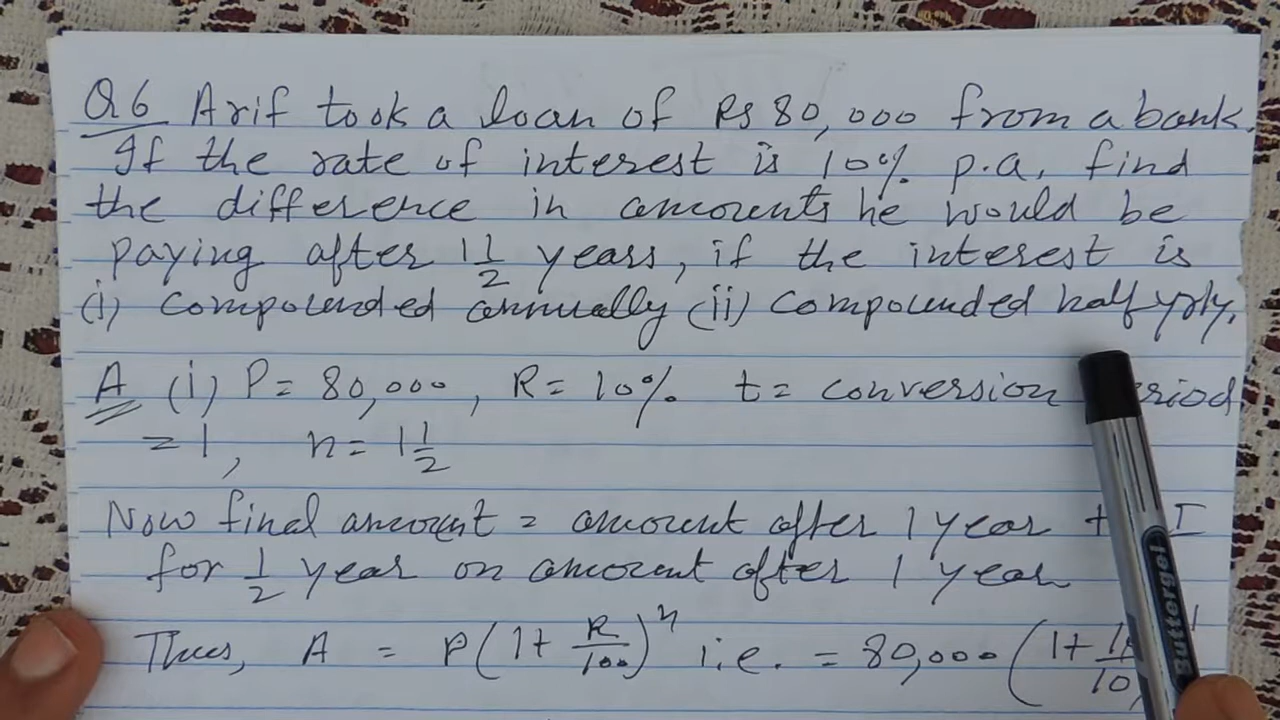 Q6 Arif took a loan of Rs 80,000 from a bank.
If the rate of interest is 10% p.a, find
the difference in amounts he would be
paying after 1 1/2 years, if the interest is
(i) compounded annually (ii) compounded half yrly.
A (i) P = 80,000, R = 10% t = conversion
= 1, n = 1 1/2
Now final amount = amount after 1 year + I
for 1/2 year on amount after 1 year
Thus, A = P(1 + R/100)^n i.e. = 80,000 (1 +
Buttergel